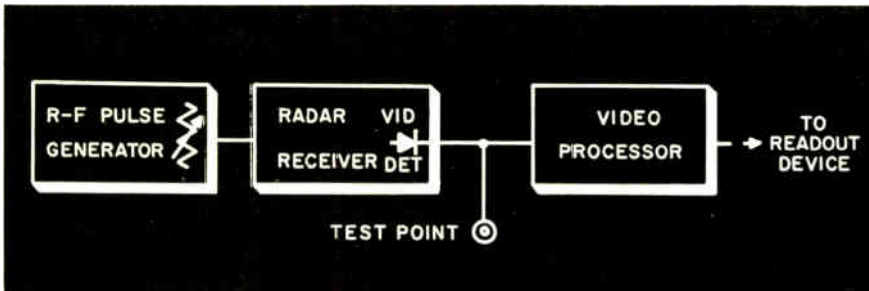 R-F PULSE
GENERATOR
RADAR VID
RECEIVER DET
VIDEO
PROCESSOR
TO
READOUT
DEVICE
TEST POINT